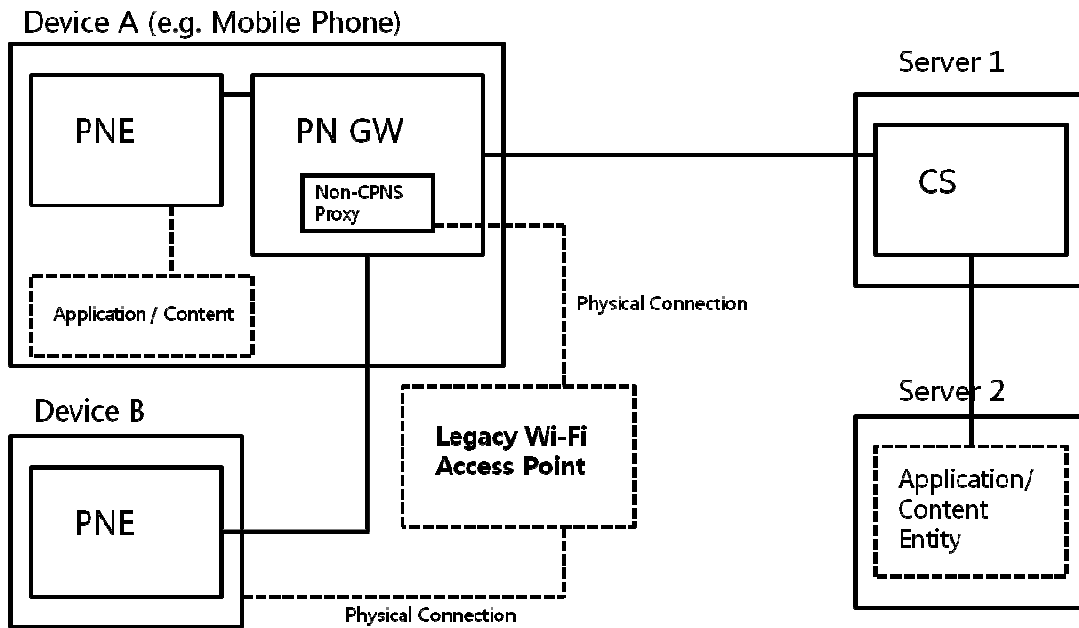 Device A (e.g. Mobile Phone)
PNE
PN GW
Non-CPNS
Proxy
Application / Content
Server 1
CS
Physical Connection
Device B
PNE
Legacy Wi-Fi
Access Point
Physical Connection
Server 2
Application/
Content
Entity